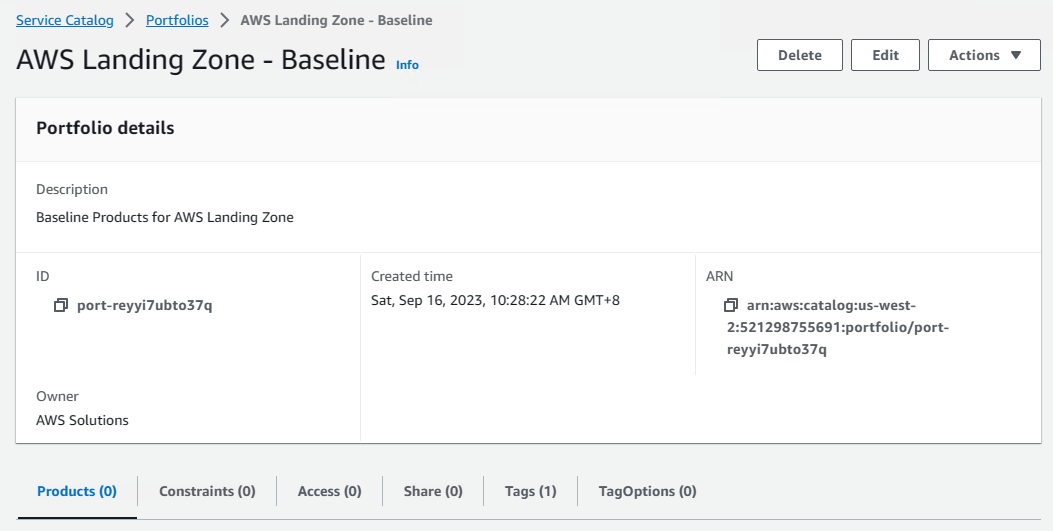 Service Catalog > Portfolios > AWS Landing Zone - Baseline
AWS Landing Zone - Baseline Info
Delete Edit Actions ▼
Portfolio details
Description
Baseline Products for AWS Landing Zone
ID
port-reyyi7ubto37q
Created time
Sat, Sep 16, 2023, 10:28:22 AM GMT+8
ARN
arn:aws:catalog:us-west-
2:521298755691:portfolio/port-
reyyi7ubto37q
Owner
AWS Solutions
Products (0) Constraints (0) Access (0) Share (0) Tags (1) TagOptions (0)